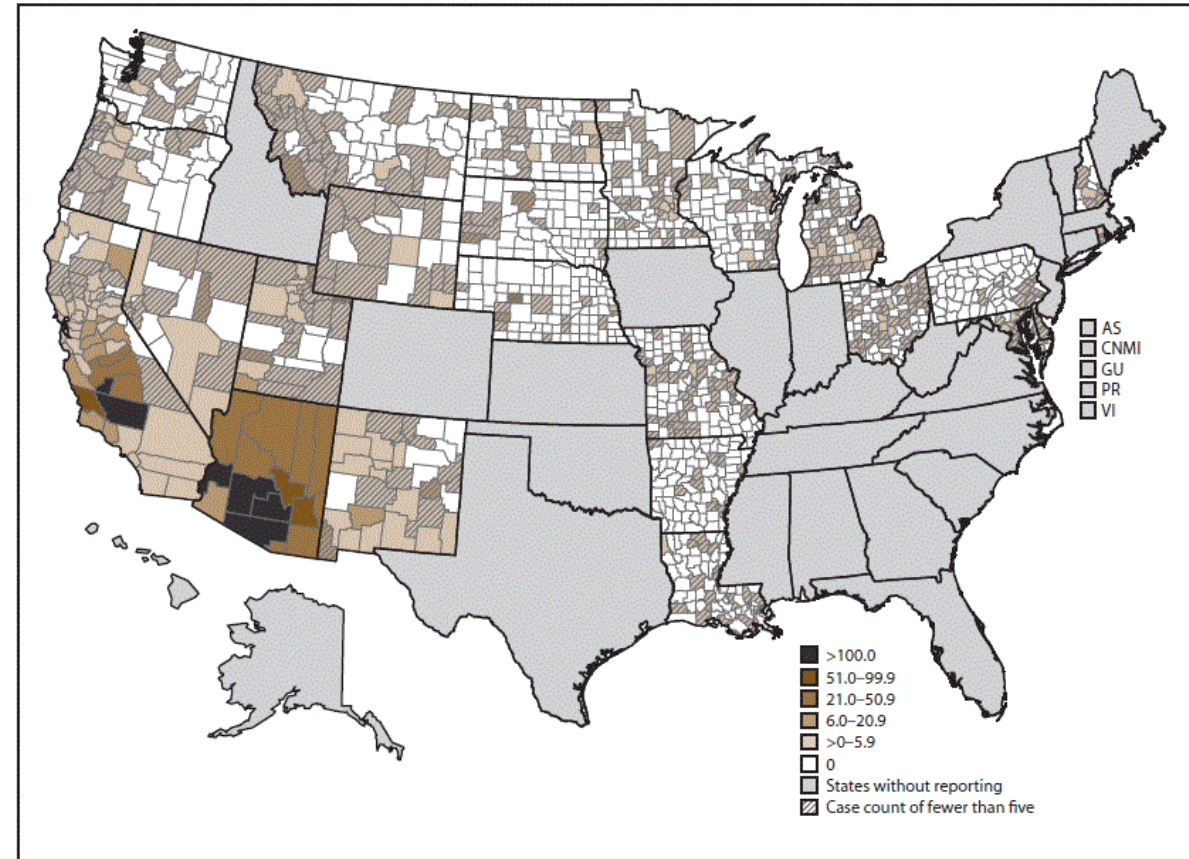 AS
CNMI
GU
PR
VI
>100.0
51.0–99.9
21.0–50.9
6.0–20.9
>0–5.9
0
States without reporting
Case count of fewer than five